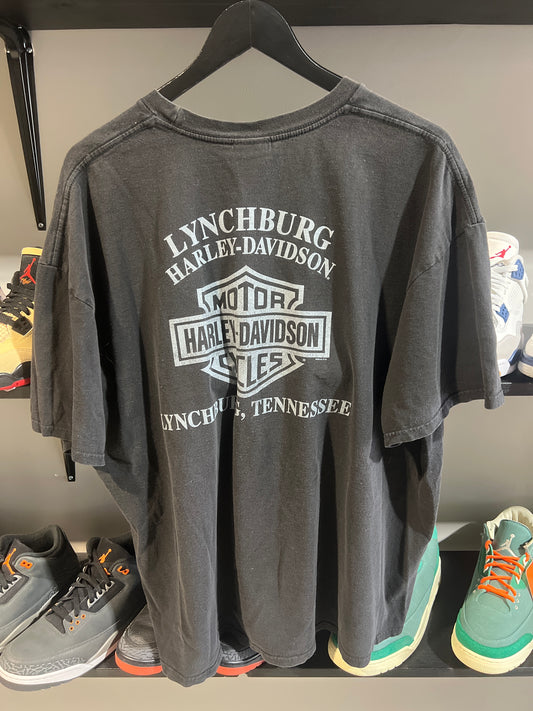 LYNCHBURG
HARLEY-DAVIDSON
MOTOR
HARLEY-DAVIDSON
CYCLES
LYNCHBURG, TENNESSEE